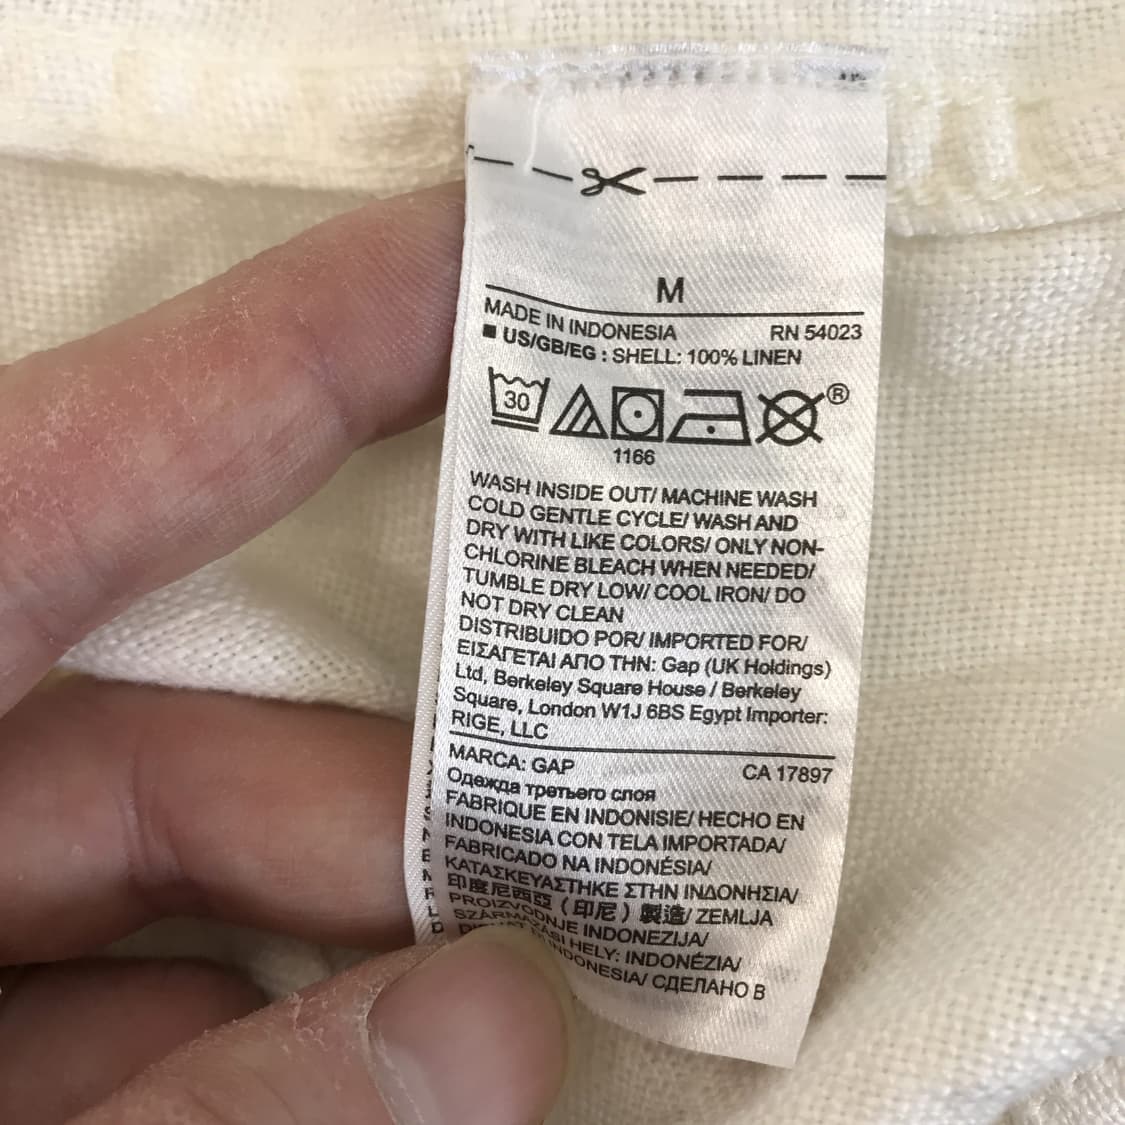 M
MADE IN INDONESIA RN 54023
■ US/GB/EG : SHELL: 100% LINEN
30 ®
1166
WASH INSIDE OUT/ MACHINE WASH
COLD GENTLE CYCLE/ WASH AND
DRY WITH LIKE COLORS/ ONLY NON-
CHLORINE BLEACH WHEN NEEDED/
TUMBLE DRY LOW/ COOL IRON/ DO
NOT DRY CLEAN
DISTRIBUIDO POR/ IMPORTED FOR/
ΕΙΣΑΓΕΤΑΙ ΑΠΟ ΤΗΝ: Gap (UK Holdings)
Ltd, Berkeley Square House / Berkeley
Square, London W1J 6BS Egypt Importer:
RIGE, LLC
MARCA: GAP CA 17897
Одежда третьего слоя
FABRIQUE EN INDONISIE/ HECHO EN
INDONESIA CON TELA IMPORTADA/
FABRICADO NA INDONÉSIA/
ΚΑΤΑΣΚΕΥΑΣΤΗΚΕ ΣΤΗΝ ΙΝΔΟΝΗΣΙΑ/
印度尼西亞（印尼）製造/ ZEMLJA
PROIZVODNJE INDONEZIJA/
SZÁRMAZÁSI HELY: INDONÉZIA/
INDONESIA/ СДЕЛАНО В